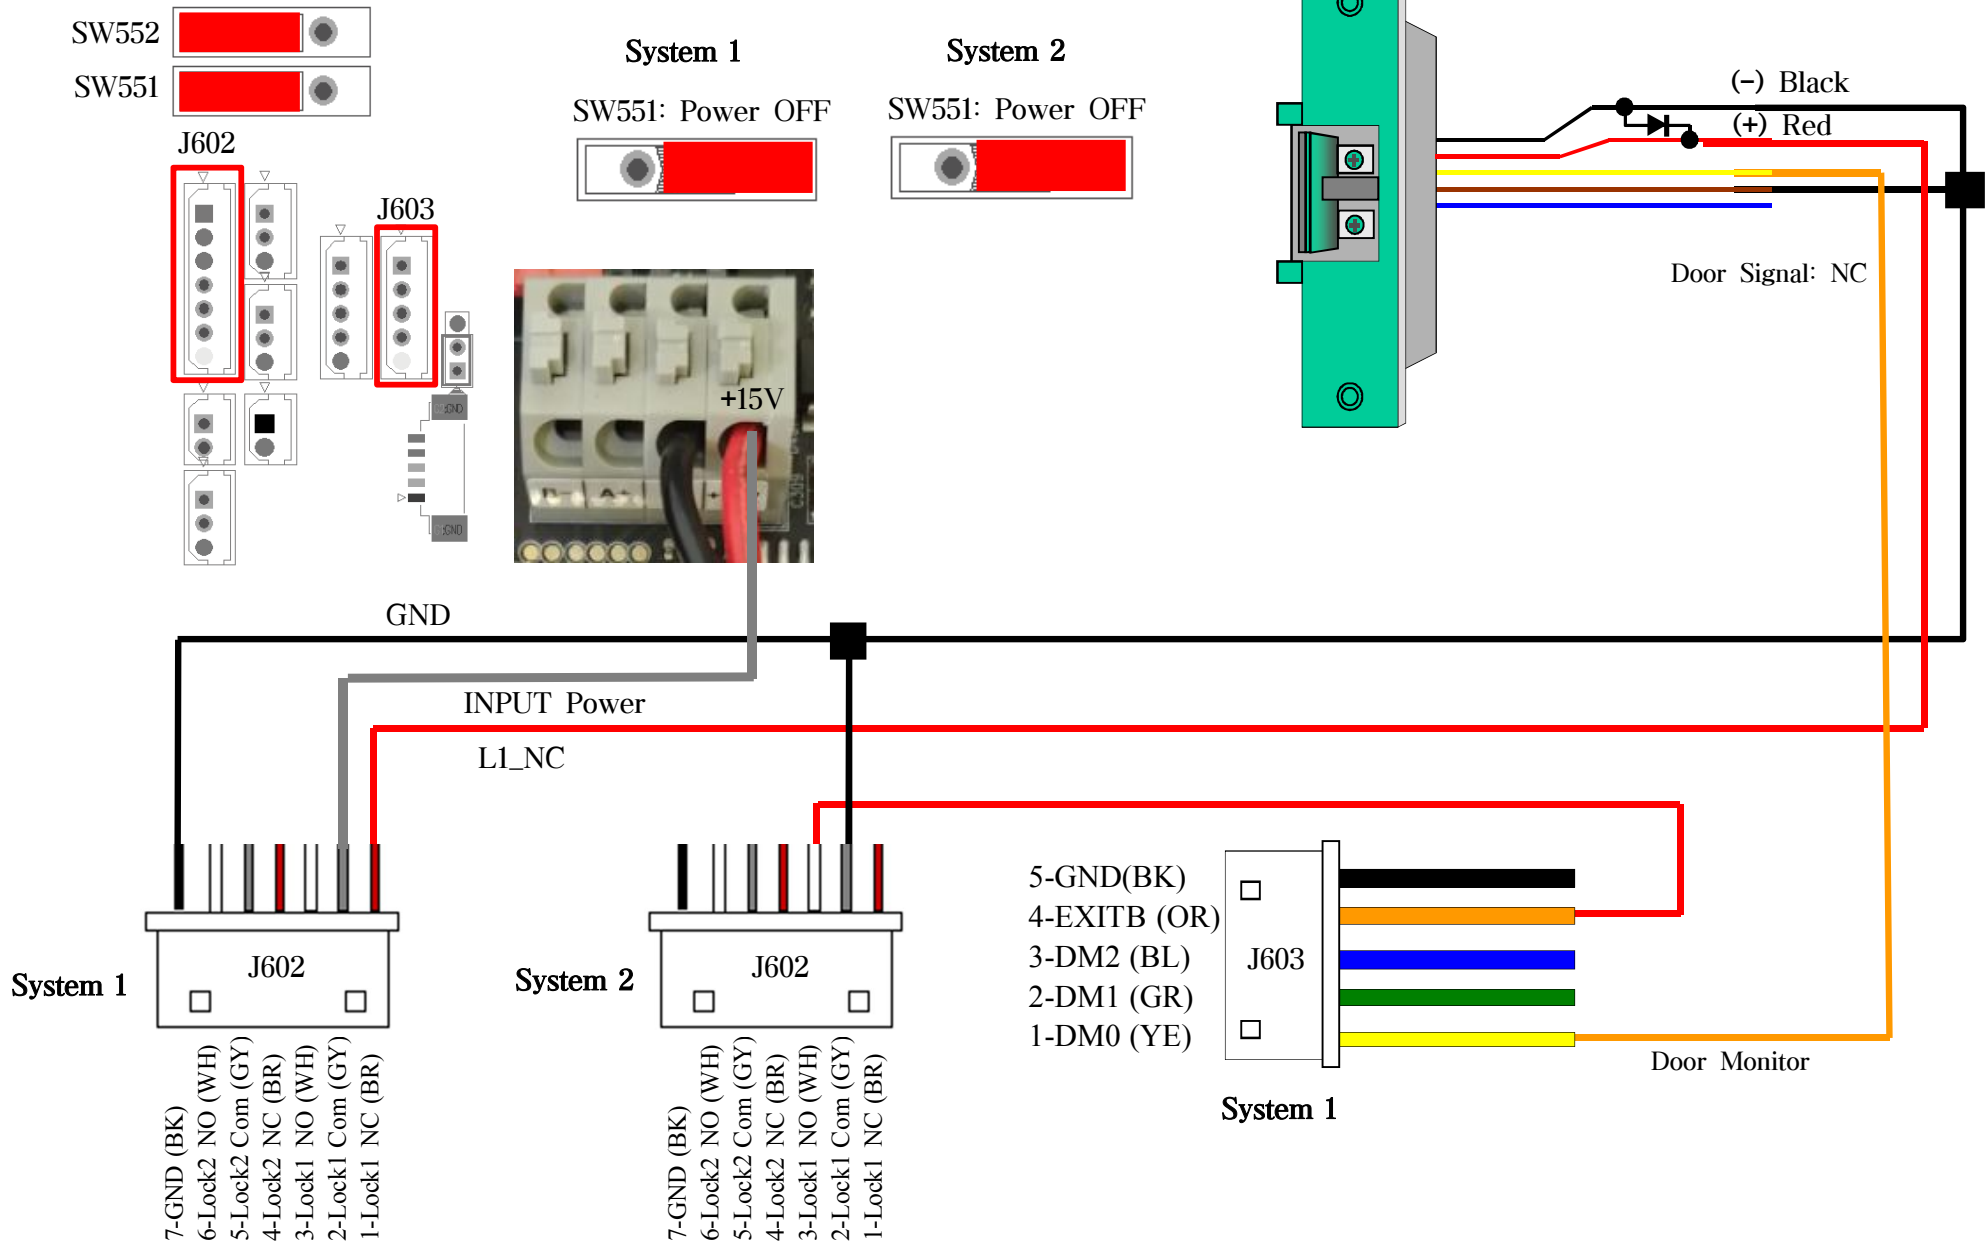 SW552
SW551
J602
J603
GND
GND
System 1
SW551: Power OFF
System 2
SW551: Power OFF
+15V
A+
(-) Black
(+) Red
Door Signal: NC
GND
INPUT Power
L1_NC
System 1
J602
7-GND (BK)
6-Lock2 NO (WH)
5-Lock2 Com (GY)
4-Lock2 NC (BR)
3-Lock1 NO (WH)
2-Lock1 Com (GY)
1-Lock1 NC (BR)
System 2
J602
7-GND (BK)
6-Lock2 NO (WH)
5-Lock2 Com (GY)
4-Lock2 NC (BR)
3-Lock1 NO (WH)
2-Lock1 Com (GY)
1-Lock1 NC (BR)
5-GND(BK)
4-EXITB (OR)
3-DM2 (BL)
2-DM1 (GR)
1-DM0 (YE)
J603
Door Monitor
System 1